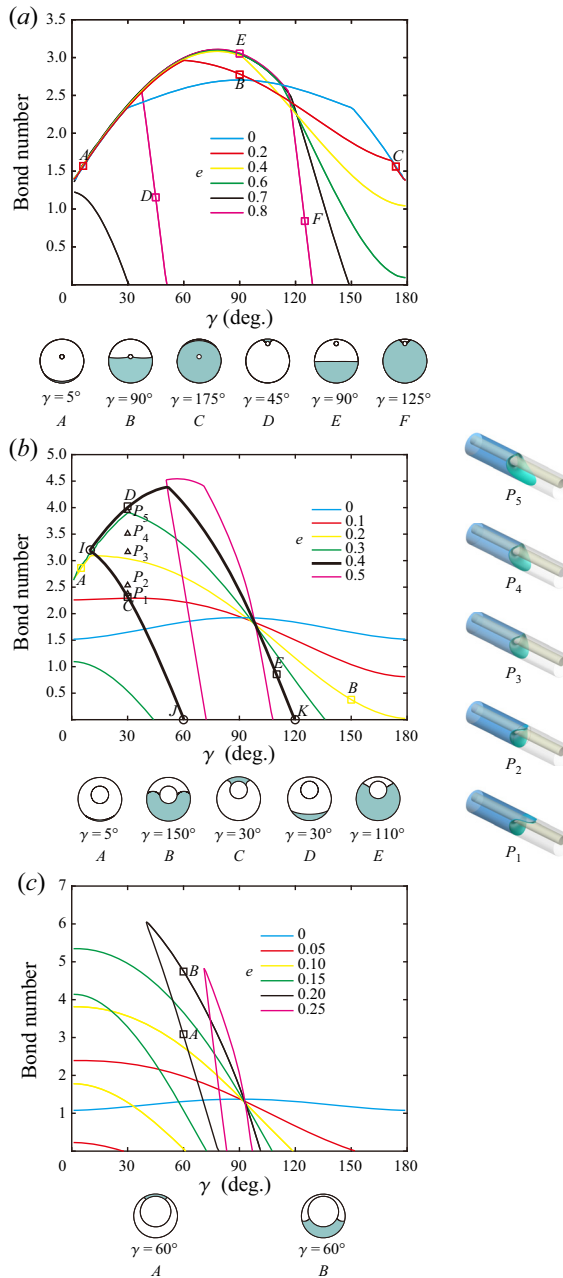 (a)
3.5
3.0
2.5
2.0
1.5
1.0
0.5
Bond number
E
B
A
C
D
F
e
0
0.2
0.4
0.6
0.7
0.8
0 30 60 90 120 150 180
γ (deg.)
γ = 5° γ = 90° γ = 175° γ = 45° γ = 90° γ = 125°
A B C D E F
(b)
5.0
4.5
4.0
3.5
3.0
2.5
2.0
1.5
1.0
0.5
Bond number
D
P5
P4
I
P3
A
P2
P1
C
E
B
J
K
e
0
0.1
0.2
0.3
0.4
0.5
0 30 60 90 120 150 180
γ (deg.)
γ = 5° γ = 150° γ = 30° γ = 30° γ = 110°
A B C D E
P5
P4
P3
P2
P1
(c)
7
6
5
4
3
2
1
Bond number
B
A
e
0
0.05
0.10
0.15
0.20
0.25
0 30 60 90 120 150 180
γ (deg.)
γ = 60° γ = 60°
A B